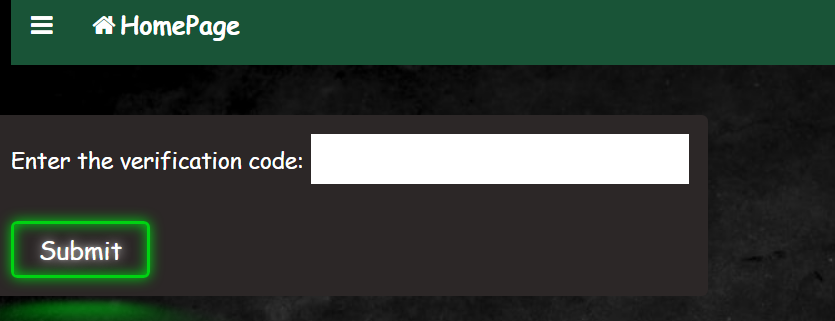 HomePage
Enter the verification code:
Submit